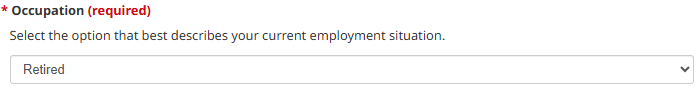 * Occupation (required)
Select the option that best describes your current employment situation.
Retired